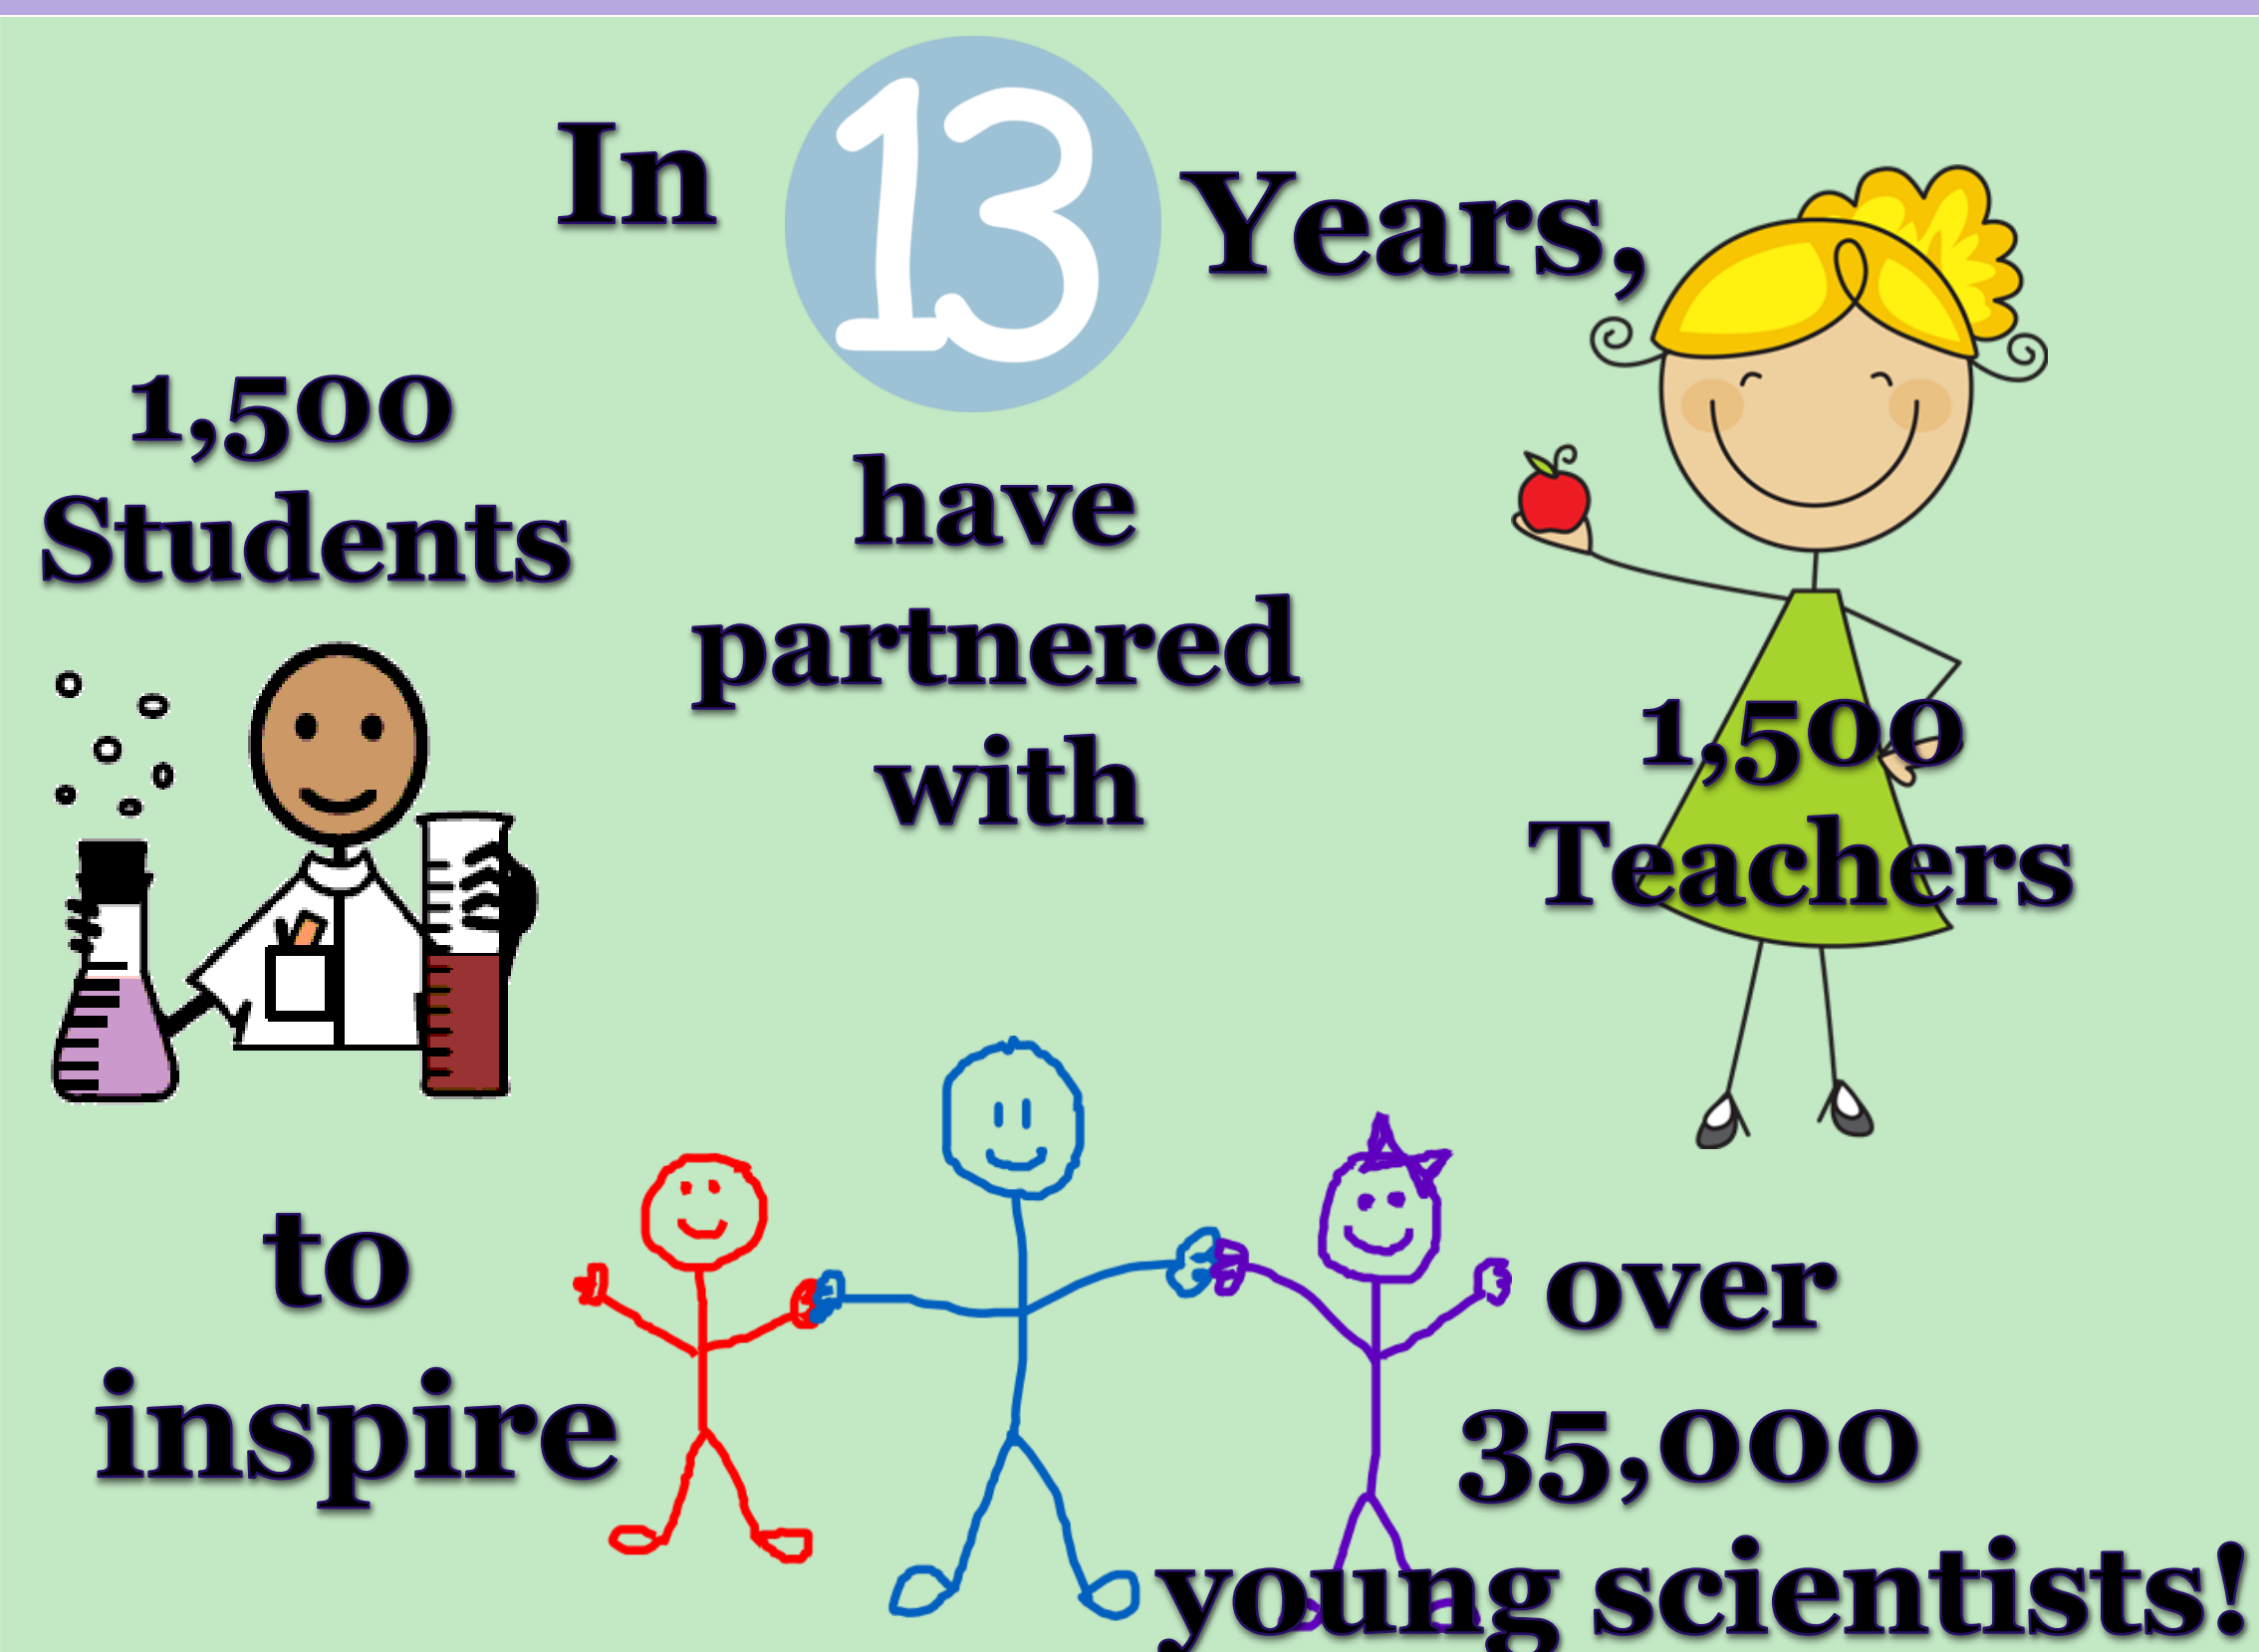 In 13 Years,
1,500
Students
have
partnered
with
1,500
Teachers
to
inspire
over
35,000
young scientists!